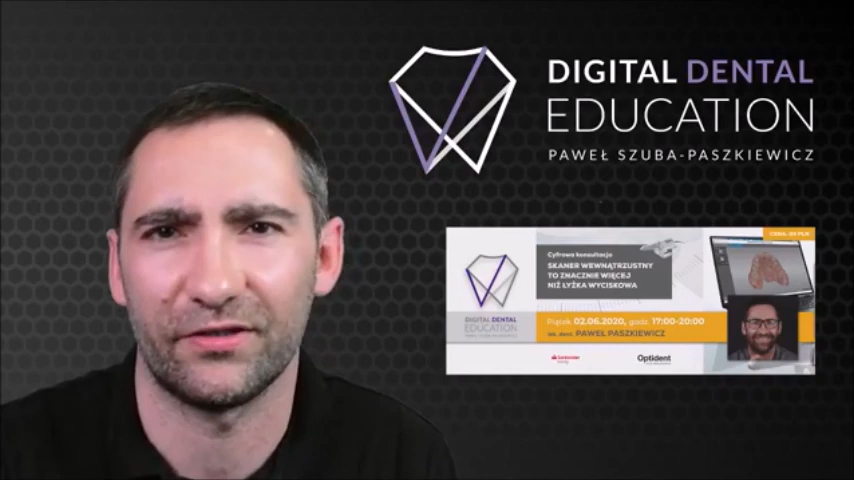 DIGITAL DENTAL
EDUCATION
PAWEŁ SZUBA-PASZKIEWICZ
Cyfrowa konsultacja
SKANER WEWNĄTRZUSTNY
TO ZNACZNIE WIĘCEJ
NIŻ ŁYŻKA WYCISKOWA
DIGITAL DENTAL
EDUCATION
Piątek 02.06.2020, godz. 17:00-20:00
lek. dent. PAWEŁ PASZKIEWICZ
Santander
Optident